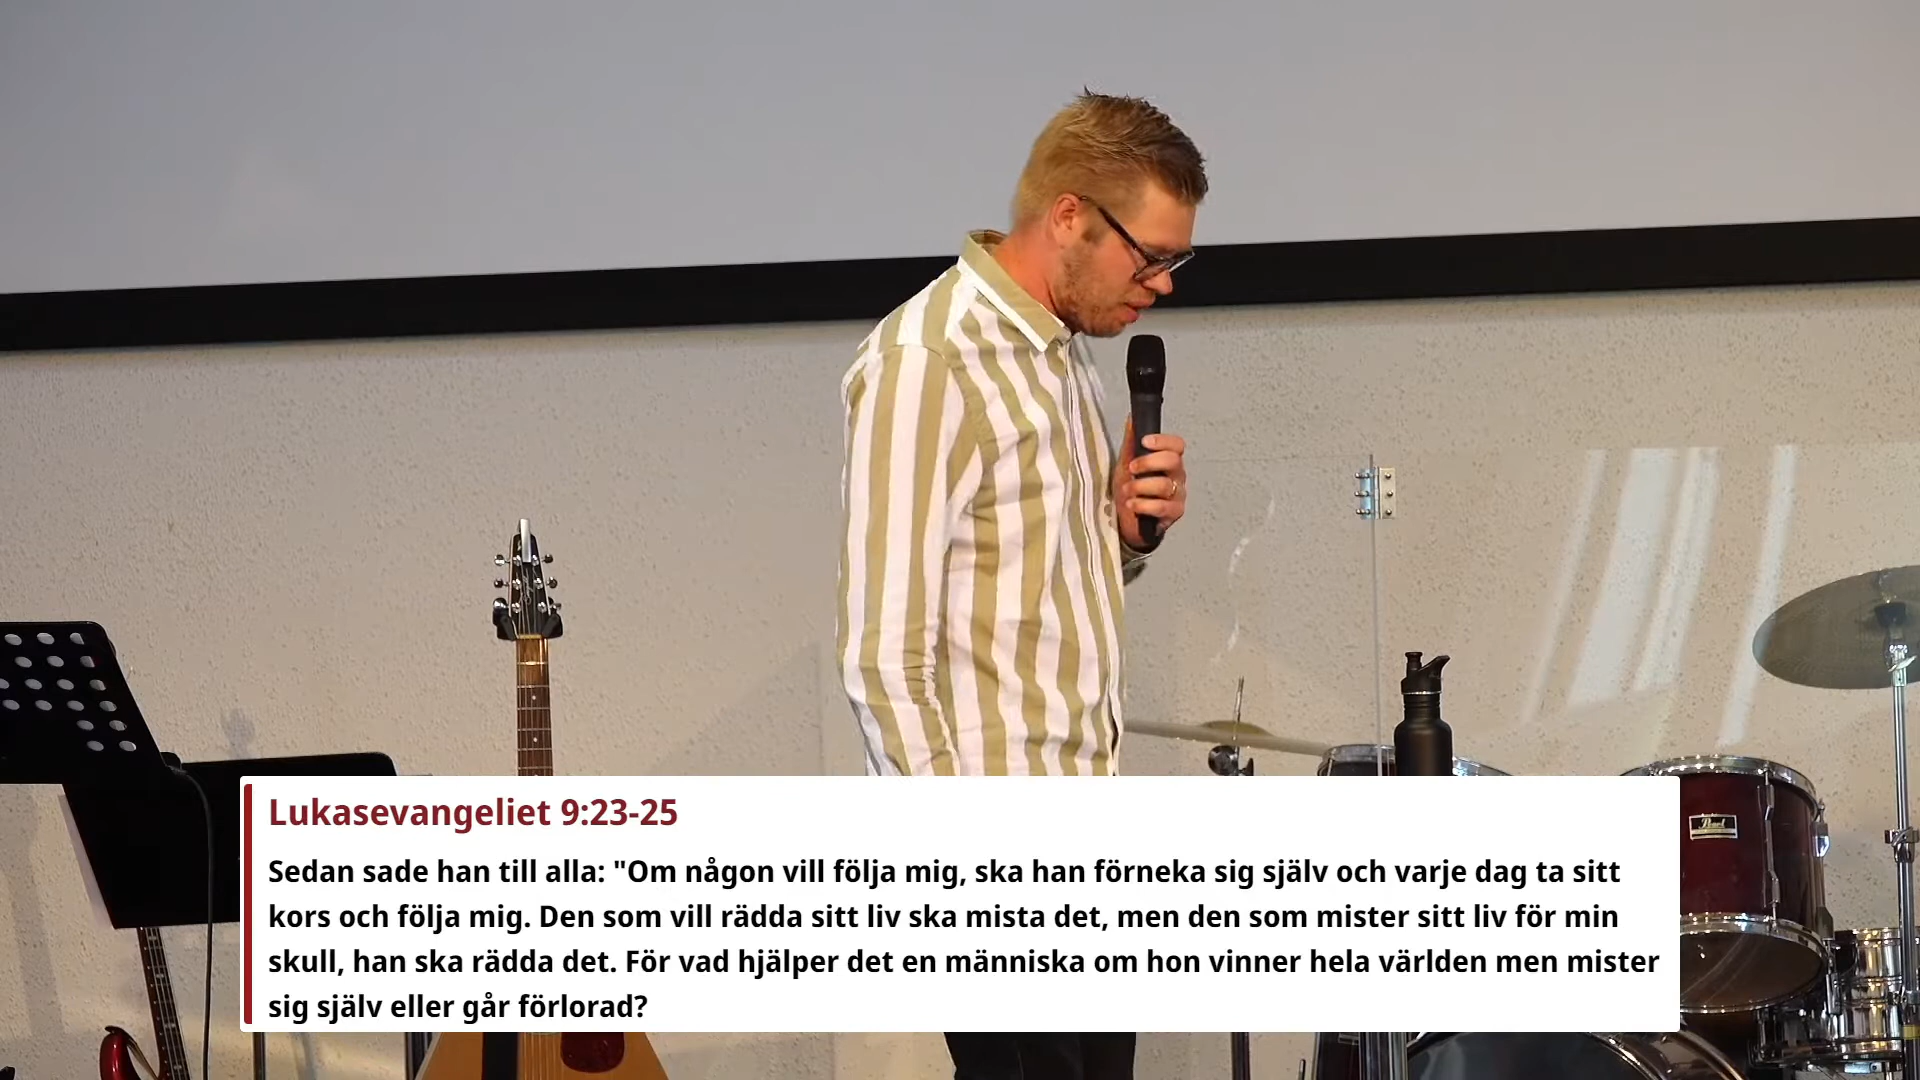 Lukasevangeliet 9:23-25
Sedan sade han till alla: "Om någon vill följa mig, ska han förneka sig själv och varje dag ta sitt
kors och följa mig. Den som vill rädda sitt liv ska mista det, men den som mister sitt liv för min
skull, han ska rädda det. För vad hjälper det en människa om hon vinner hela världen men mister
sig själv eller går förlorad?
Pearl